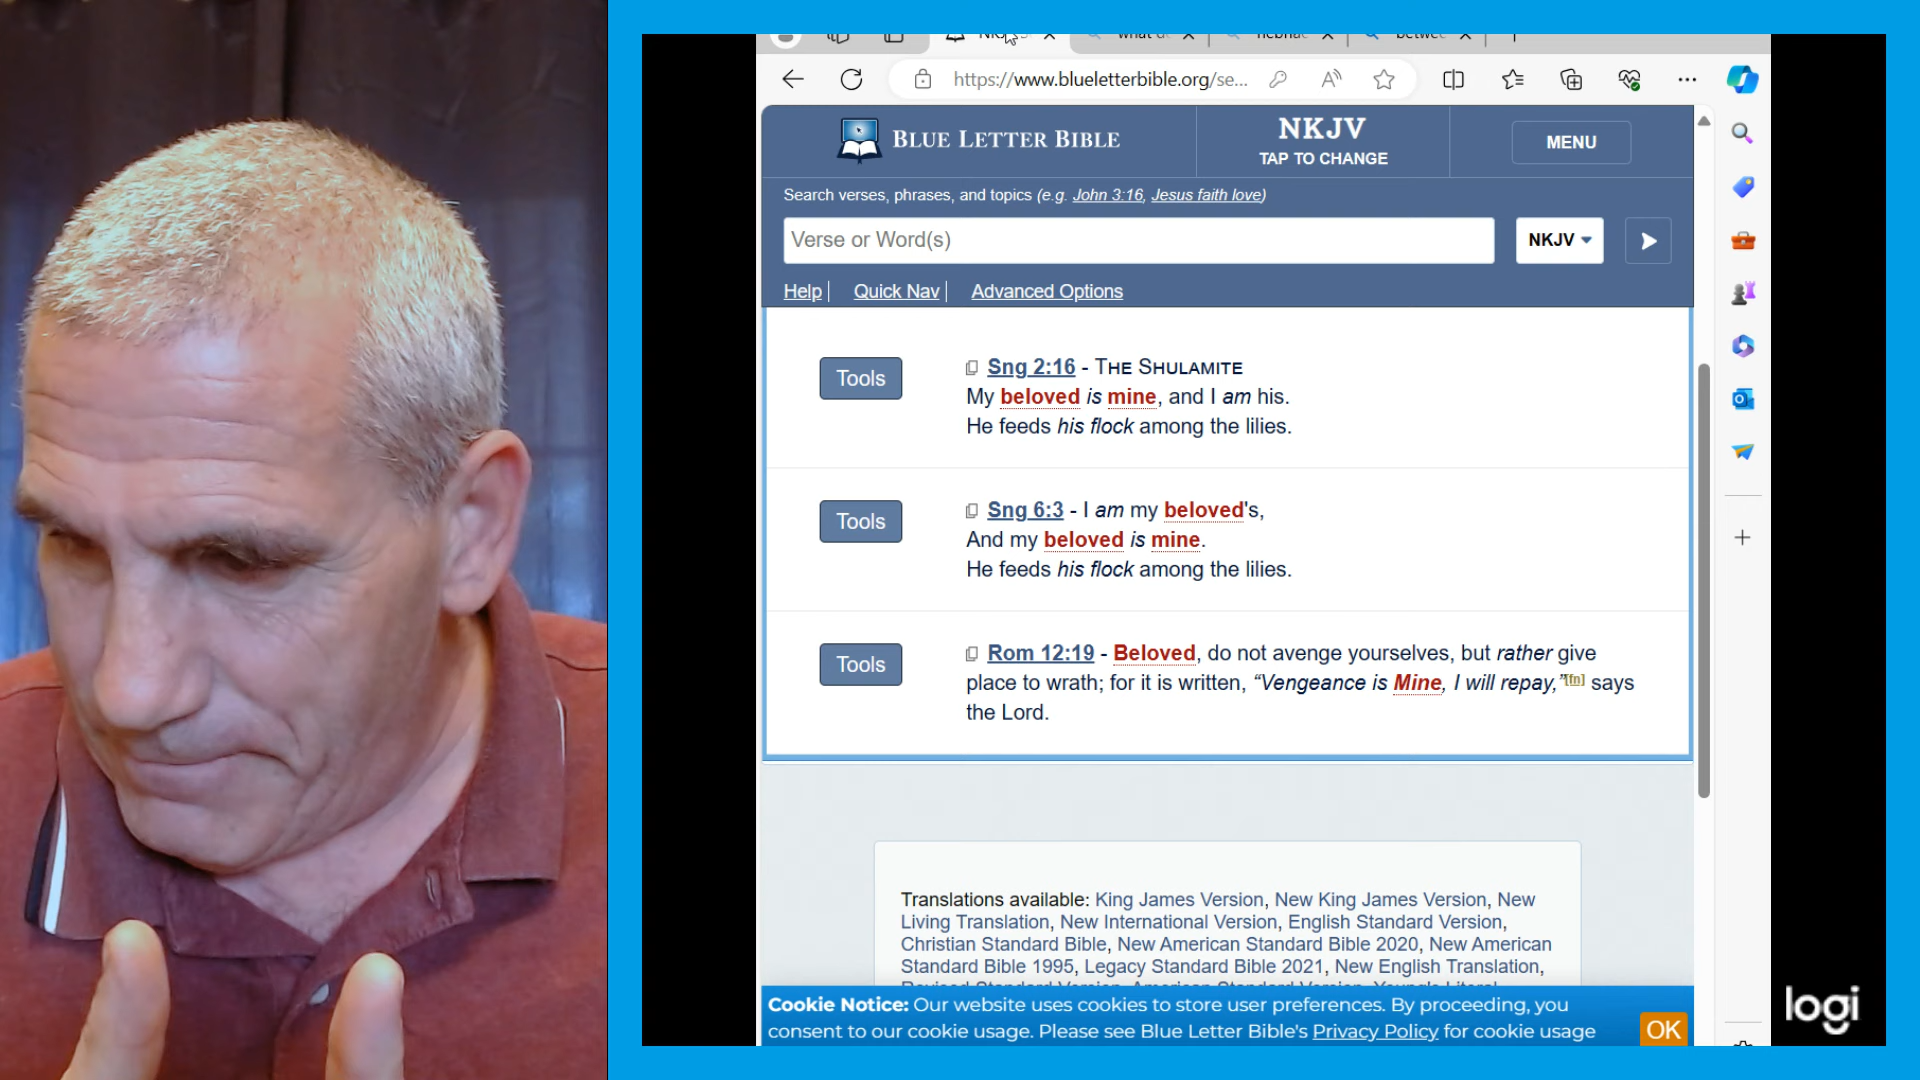 https://www.blueletterbible.org/se...
BLUE LETTER BIBLE
NKJV
TAP TO CHANGE
MENU
Search verses, phrases, and topics (e.g. John 3:16, Jesus faith love)
Verse or Word(s)
NKJV
Help | Quick Nav | Advanced Options
Tools
Sng 2:16 - THE SHULAMITE
My beloved is mine, and I am his.
He feeds his flock among the lilies.
Tools
Sng 6:3 - I am my beloved's,
And my beloved is mine.
He feeds his flock among the lilies.
Tools
Rom 12:19 - Beloved, do not avenge yourselves, but rather give
place to wrath; for it is written, “Vengeance is Mine, I will repay,”[fn] says
the Lord.
Translations available: King James Version, New King James Version, New
Living Translation, New International Version, English Standard Version,
Christian Standard Bible, New American Standard Bible 2020, New American
Standard Bible 1995, Legacy Standard Bible 2021, New English Translation,
Cookie Notice: Our website uses cookies to store user preferences. By proceeding, you
consent to our cookie usage. Please see Blue Letter Bible's Privacy Policy for cookie usage
OK
logi